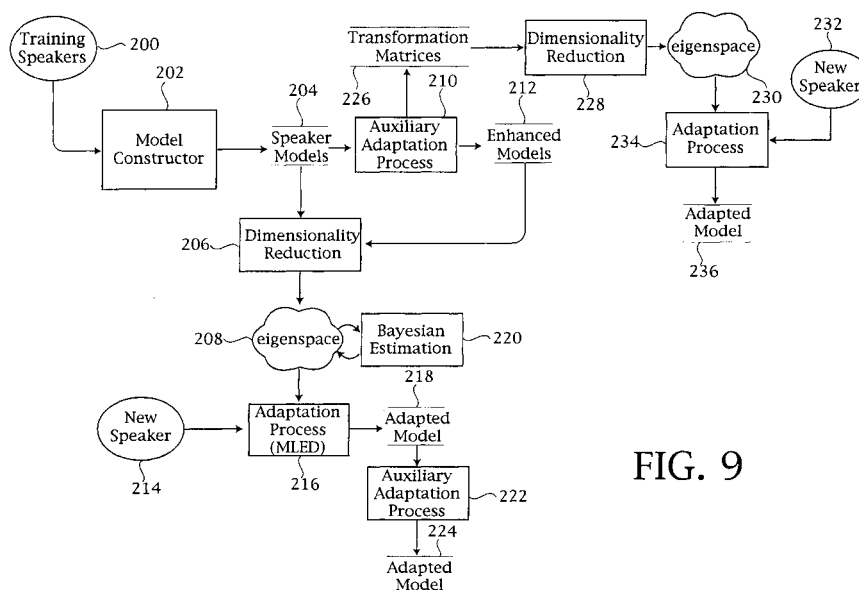 Training
Speakers
200
202
Model
Constructor
204
Speaker
Models
Transformation
Matrices
226
210
Auxiliary
Adaptation
Process
212
Enhanced
Models
Dimensionality
Reduction
228
eigenspace
230
232
New
Speaker
234
Adaptation
Process
Adapted
Model
236
206
Dimensionality
Reduction
208
eigenspace
Bayesian
Estimation
220
New
Speaker
214
Adaptation
Process
(MLED)
216
218
Adapted
Model
Auxiliary
Adaptation
Process
222
224
Adapted
Model
FIG. 9